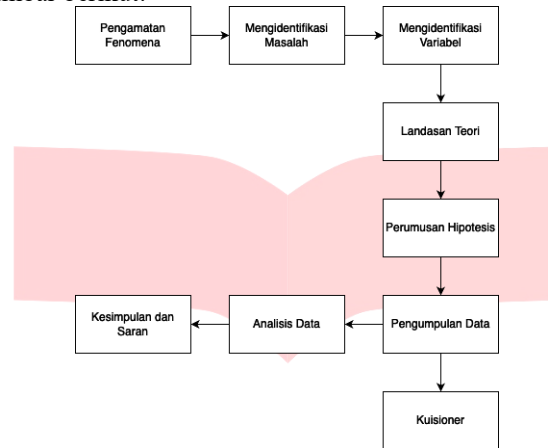 Pengamatan
Fenomena
Mengidentifikasi
Masalah
Mengidentifikasi
Variabel
Landasan Teori
Perumusan Hipotesis
Pengumpulan Data
Analisis Data
Kesimpulan dan
Saran
Kuisioner